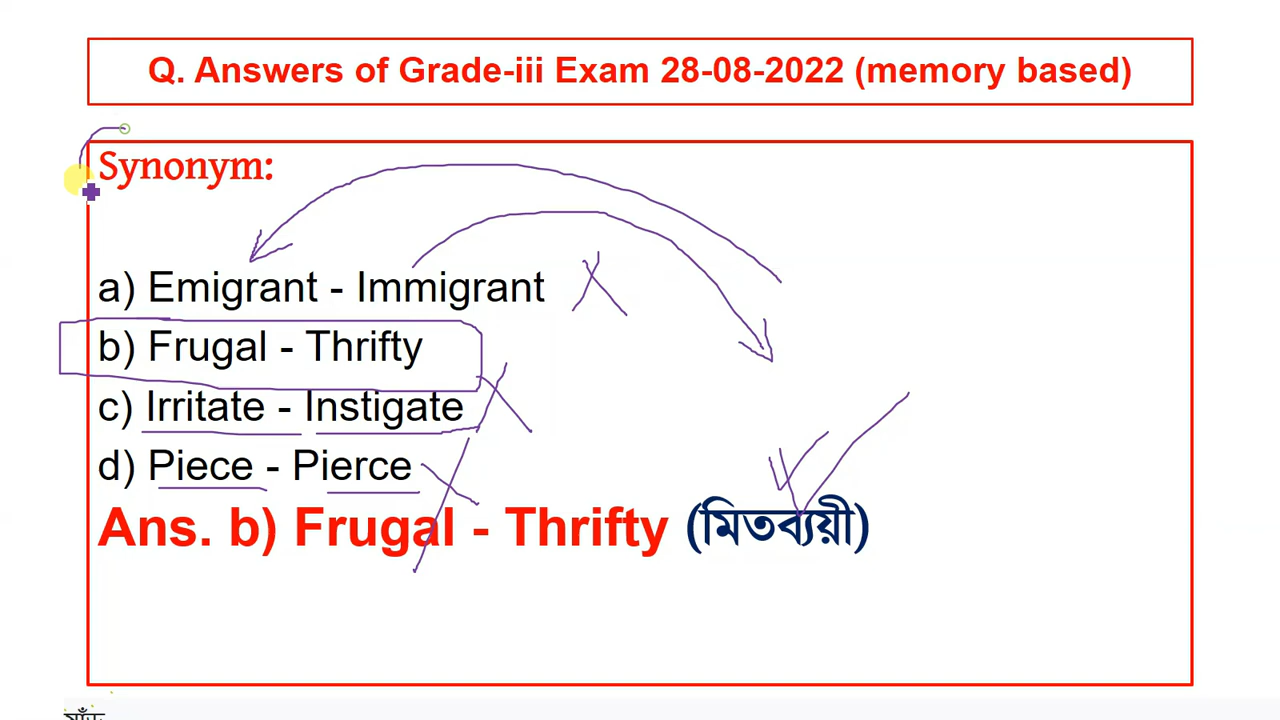 Q. Answers of Grade-iii Exam 28-08-2022 (memory based)
Synonym:
a) Emigrant - Immigrant
b) Frugal - Thrifty
c) Irritate - Instigate
d) Piece - Pierce
Ans. b) Frugal - Thrifty (মিতব্যয়ী)